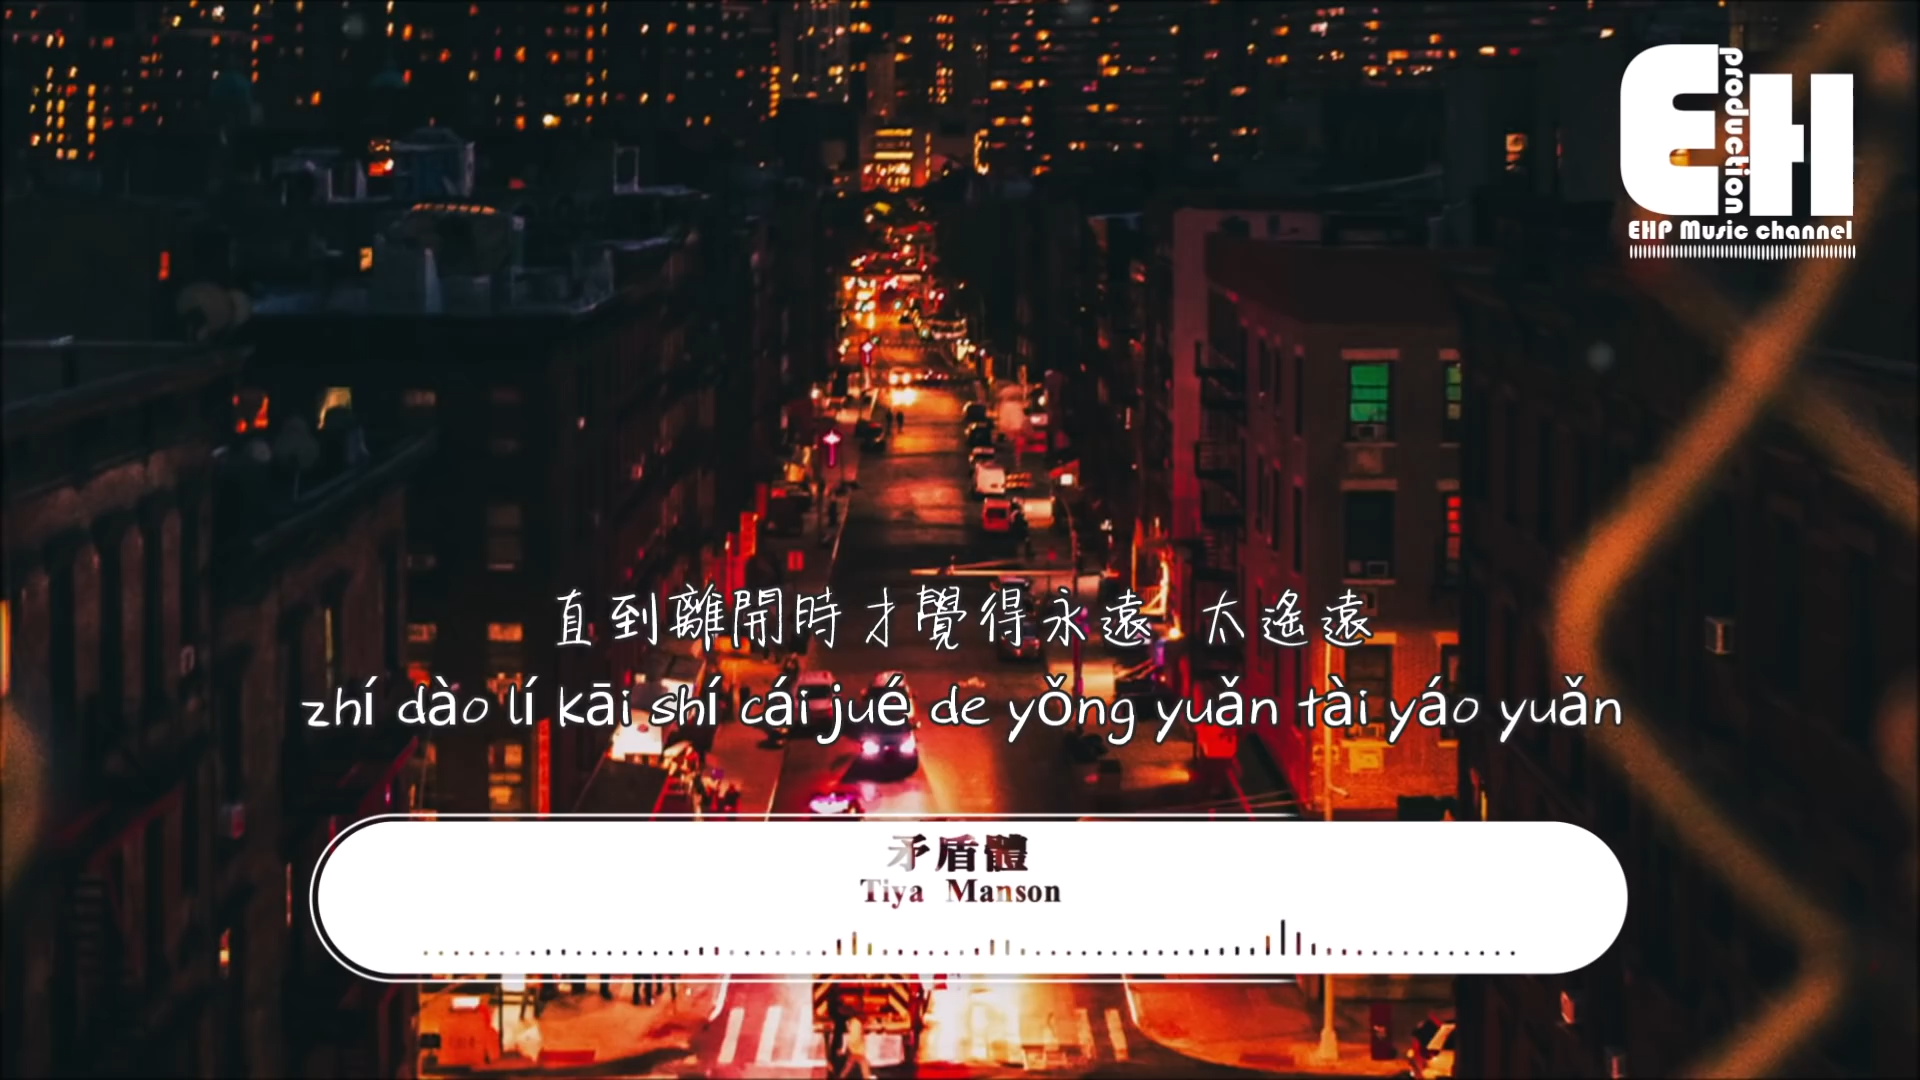 EH
production
EHP Music channel
直到離開時才覺得永遠 太遙遠
zhí dào lí kāi shí cái jué de yǒng yuǎn tài yáo yuǎn
矛盾體
Tiya Manson